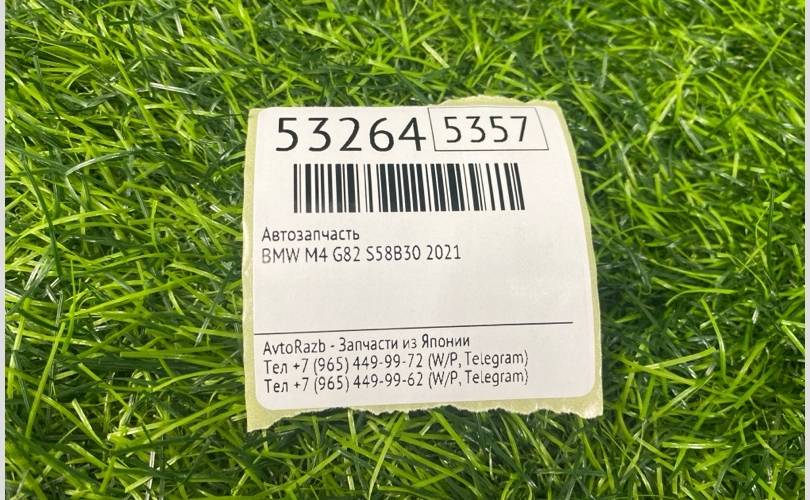 53264 5357
Автозапчасть
BMW M4 G82 S58B30 2021
AvtoRazb - Запчасти из Японии
Тел +7 (965) 449-99-72 (W/P, Telegram)
Тел +7 (965) 449-99-62 (W/P, Telegram)